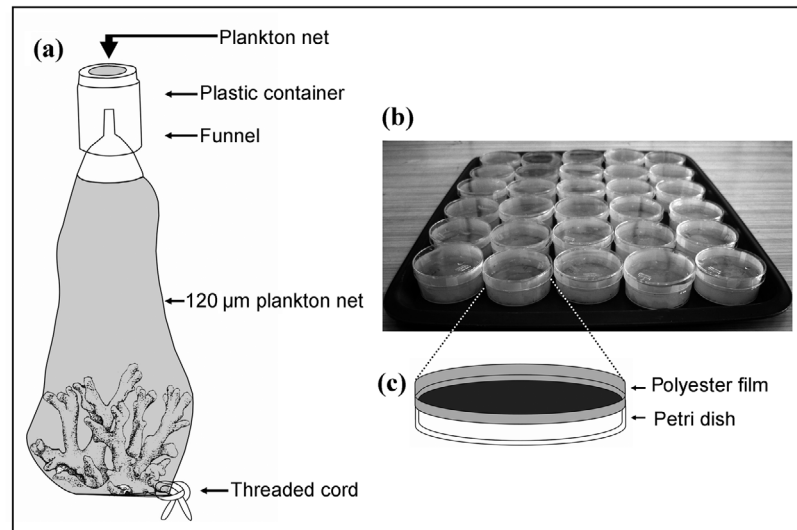 (a)
Plankton net
Plastic container
Funnel
120 µm plankton net
Threaded cord
(b)
(c)
Polyester film
Petri dish